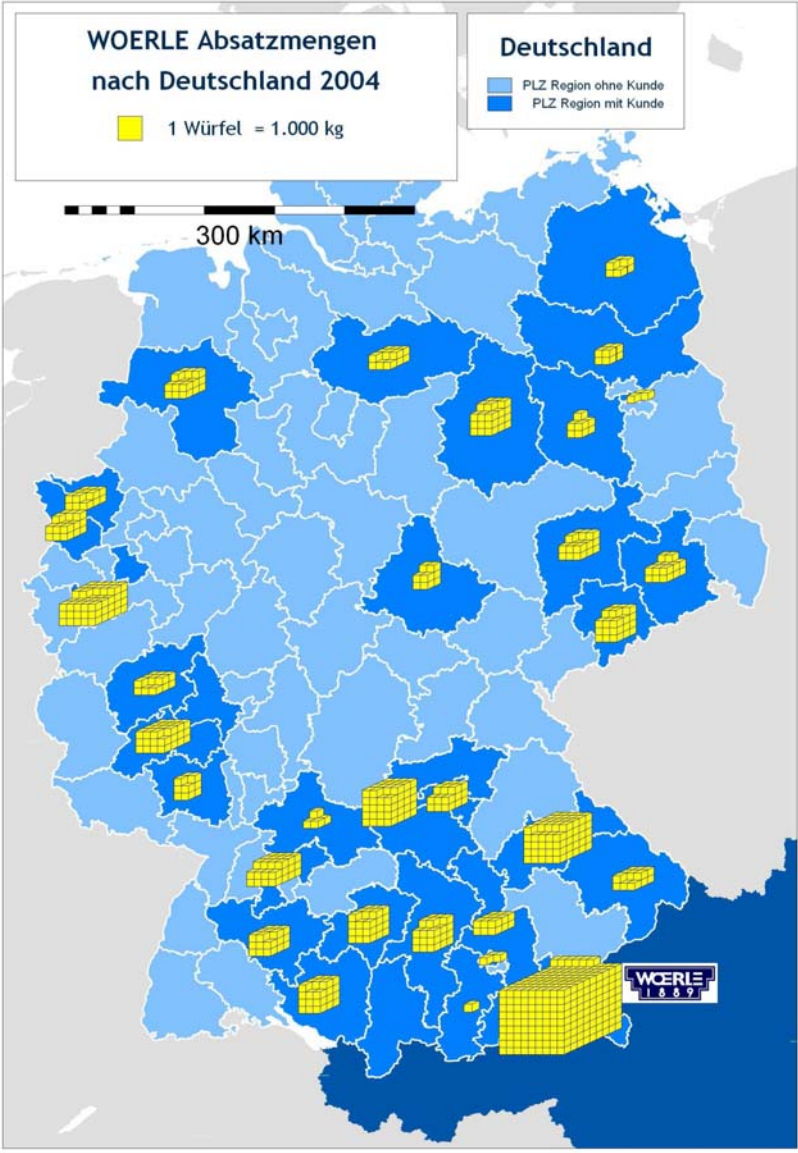 WOERLE Absatzmengen
nach Deutschland 2004
1 Würfel = 1.000 kg
Deutschland
PLZ Region ohne Kunde
PLZ Region mit Kunde
300 km
WOERLE
1889